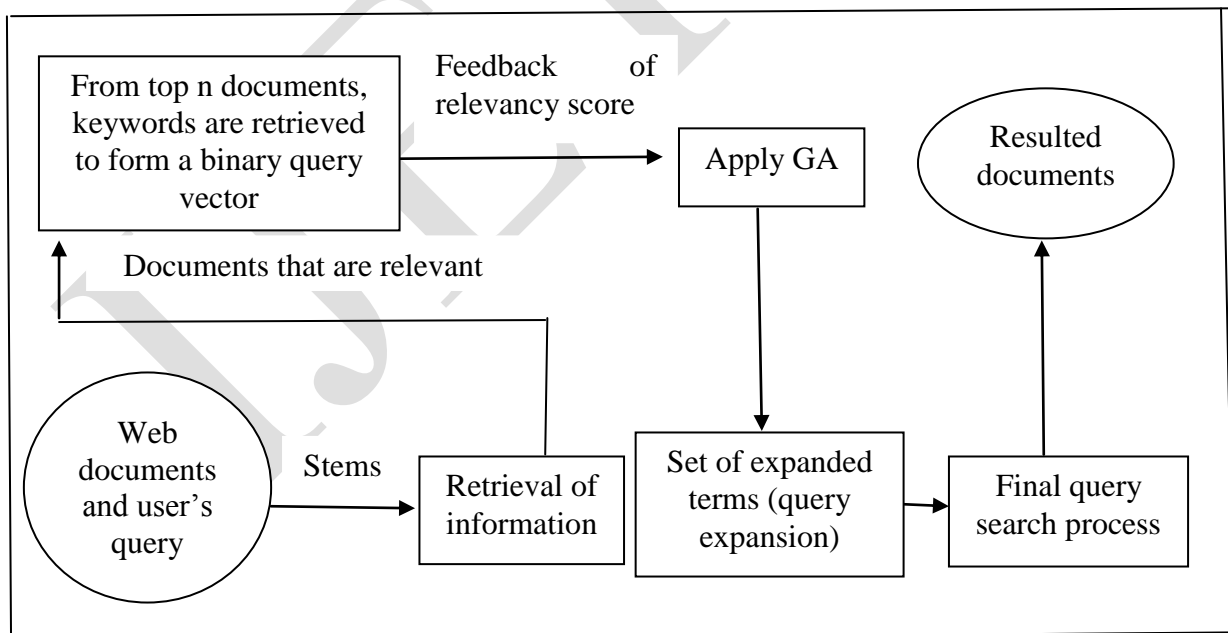 From top n documents,
keywords are retrieved
to form a binary query
vector
Feedback of
relevancy score
Apply GA
Resulted
documents
Documents that are relevant
Web
documents
and user's
query
Stems
Retrieval of
information
Set of expanded
terms (query
expansion)
Final query
search process